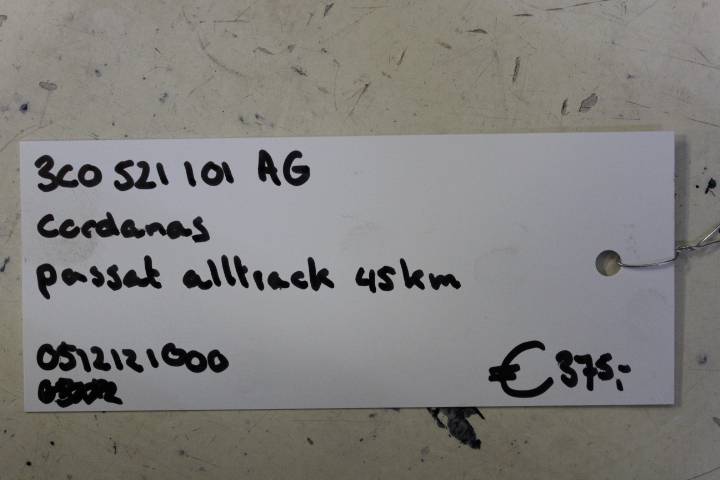 3C0 521 101 AG
cardanas
passat alltrack 45km
0512121000
€375,-